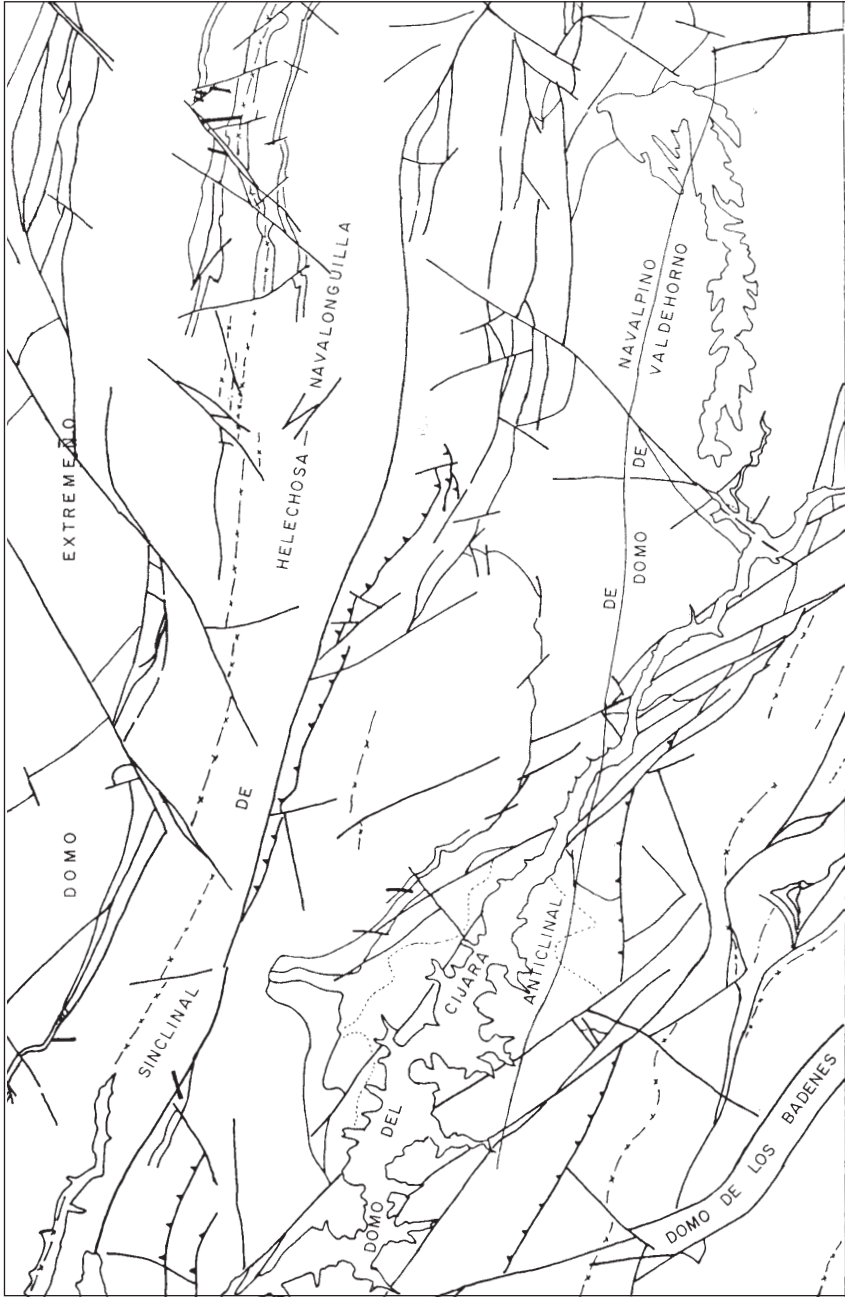 DOMO EXTREMEÑO
SINCLINAL DE HELECHOSA — NAVALONGUILLA
DOMO DEL CIJARA
ANTICLINAL DE NAVALPINO
DOMO DE VALDEHORNO
DOMO DE LOS BADENES